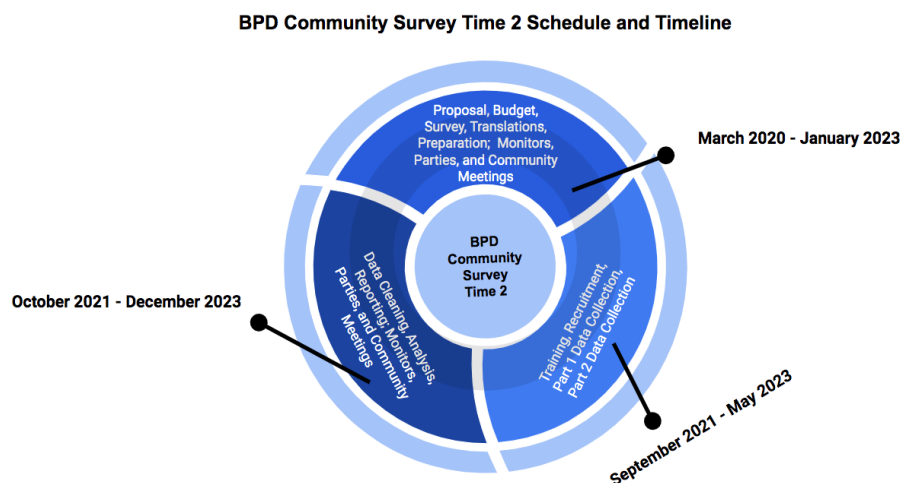 BPD Community Survey Time 2 Schedule and Timeline
Proposal, Budget,
Survey, Translations,
Preparation; Monitors,
Parties, and Community
Meetings
March 2020 - January 2023
BPD
Community
Survey
Time 2
Training, Recruitment,
Part 1 Data Collection,
Part 2 Data Collection
September 2021 - May 2023
Data Cleaning, Analysis,
Reporting; Monitors,
Parties, and Community
Meetings
October 2021 - December 2023